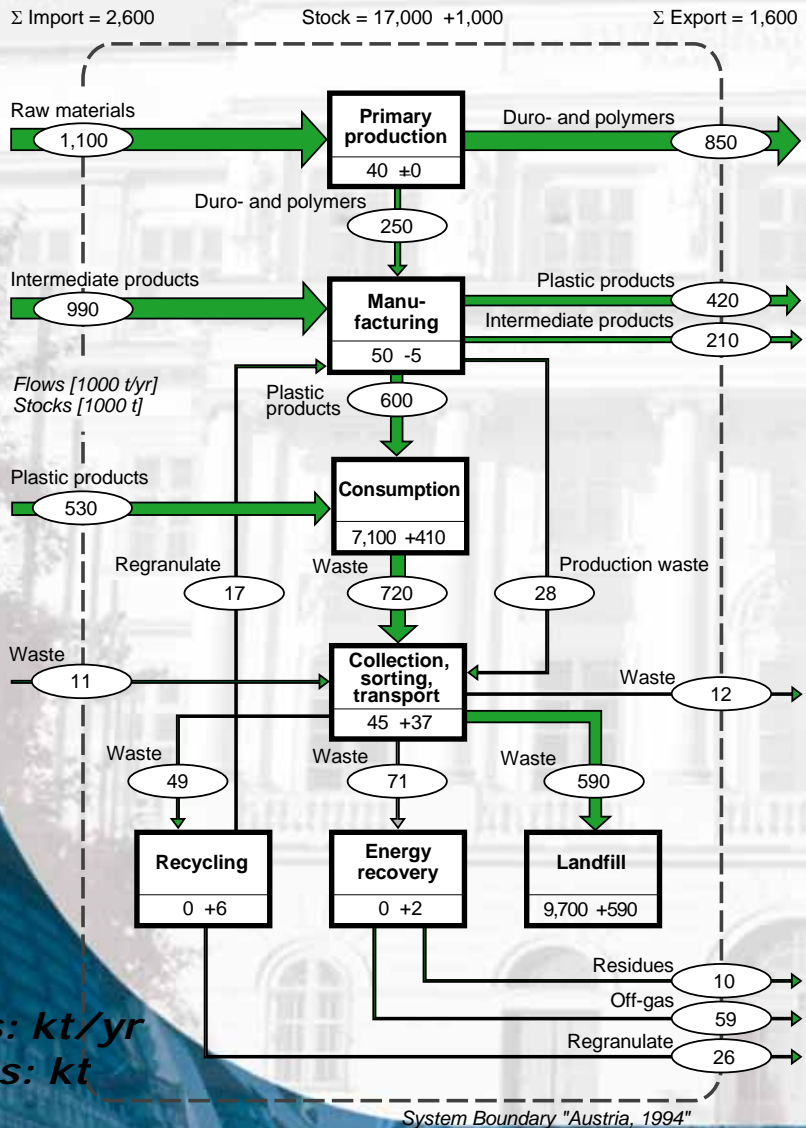 Σ Import = 2,600
Stock = 17,000 +1,000
Σ Export = 1,600
Raw materials
1,100
Primary
production
40 ±0
Duro- and polymers
850
Duro- and polymers
250
Intermediate products
990
Manu-
facturing
50 -5
Plastic products
420
Intermediate products
210
Flows [1000 t/yr]
Stocks [1000 t]
Plastic
products
600
Plastic products
530
Consumption
7,100 +410
Regranulate
17
Waste
720
Production waste
28
Waste
11
Collection,
sorting,
transport
45 +37
Waste
12
Waste
49
Waste
71
Waste
590
Recycling
0 +6
Energy
recovery
0 +2
Landfill
9,700 +590
Residues
10
Off-gas
59
Regranulate
26
s: kt/yr
s: kt
System Boundary "Austria, 1994"